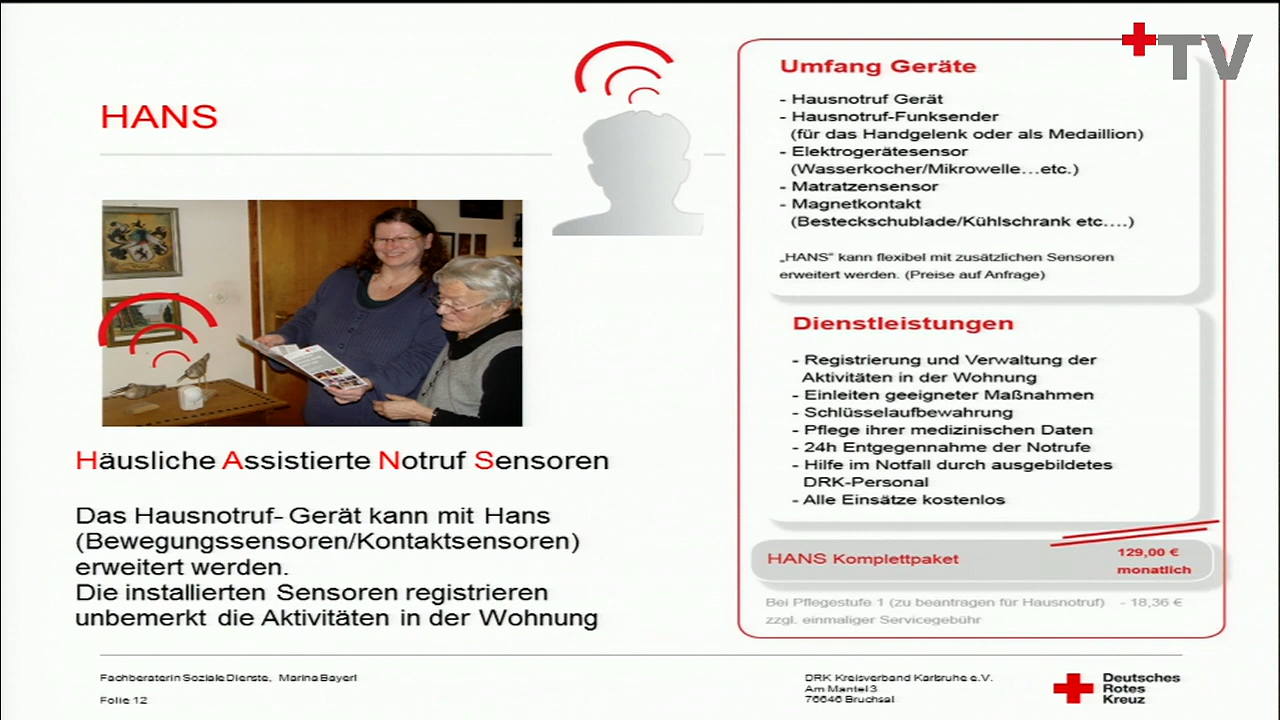 TV
HANS
Häusliche Assistierte Notruf Sensoren
Das Hausnotruf- Gerät kann mit Hans
(Bewegungssensoren/Kontaktsensoren)
erweitert werden.
Die installierten Sensoren registrieren
unbemerkt die Aktivitäten in der Wohnung
Umfang Geräte
- Hausnotruf Gerät
- Hausnotruf-Funksender
(für das Handgelenk oder als Medaillion)
- Elektrogerätesensor
(Wasserkocher/Mikrowelle…etc.)
- Matratzensensor
- Magnetkontakt
(Besteckschublade/Kühlschrank etc….)
„HANS" kann flexibel mit zusätzlichen Sensoren
erweitert werden. (Preise auf Anfrage)
Dienstleistungen
- Registrierung und Verwaltung der
Aktivitäten in der Wohnung
- Einleiten geeigneter Maßnahmen
- Schlüsselaufbewahrung
- Pflege ihrer medizinischen Daten
- 24h Entgegennahme der Notrufe
- Hilfe im Notfall durch ausgebildetes
DRK-Personal
- Alle Einsätze kostenlos
HANS Komplettpaket 129,00 €
monatlich
Bei Pflegestufe 1 (zu beantragen für Hausnotruf) - 18,36 €
zzgl. einmaliger Servicegebühr
Fachberaterin Soziale Dienste, Marina Bayerl
Folie 12
DRK Kreisverband Karlsruhe e.V.
Am Mantel 3
76646 Bruchsal
Deutsches
Rotes
Kreuz